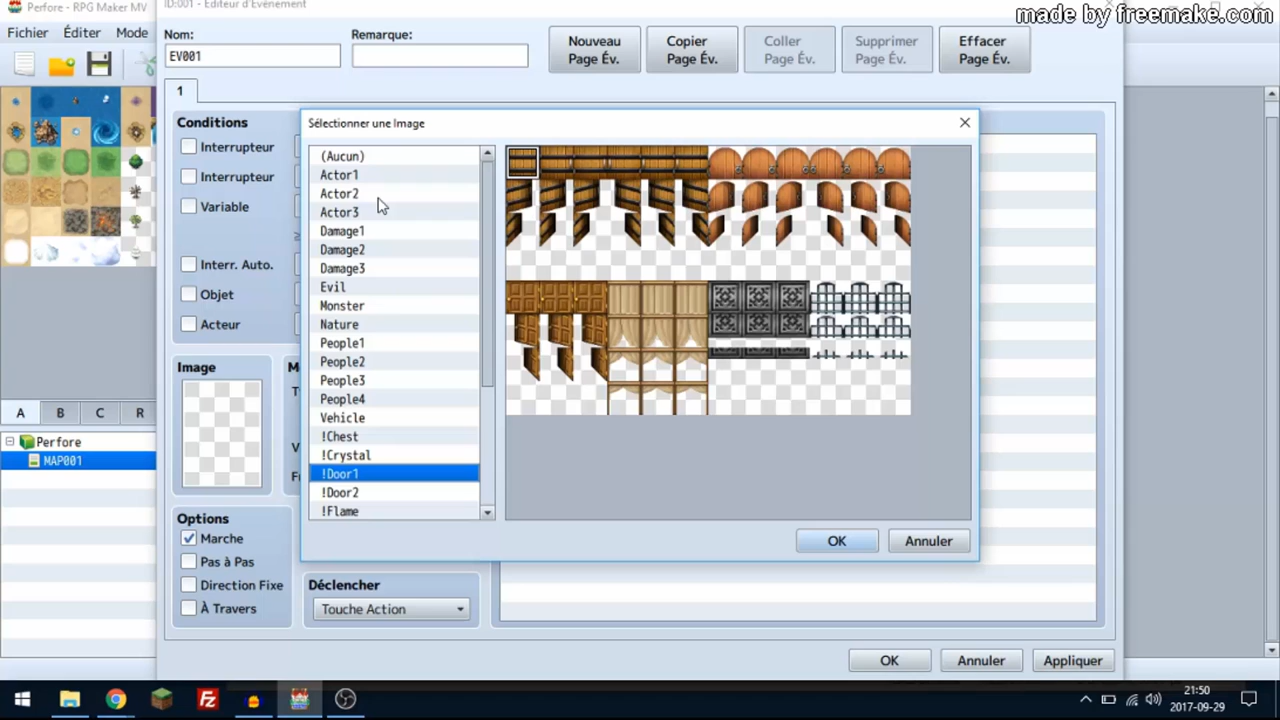 Perfore - RPG Maker MV
ID:001 - Éditeur d'Événement
made by freemake.com
Fichier Éditer Mode
Nom:
Remarque:
EV001
Nouveau Page Év.
Copier Page Év.
Coller Page Év.
Supprimer Page Év.
Effacer Page Év.
1
Conditions
Interrupteur
Interrupteur
Variable
Interr. Auto.
Objet
Acteur
Image
Options
Marche
Pas à Pas
Direction Fixe
À Travers
Sélectionner une Image
(Aucun)
Actor1
Actor2
Actor3
Damage1
Damage2
Damage3
Evil
Monster
Nature
People1
People2
People3
People4
Vehicle
!Chest
!Crystal
!Door1
!Door2
!Flame
OK Annuler
Déclencher
Touche Action
OK Annuler Appliquer
A B C R
Perfore
MAP001
21:50
2017-09-29